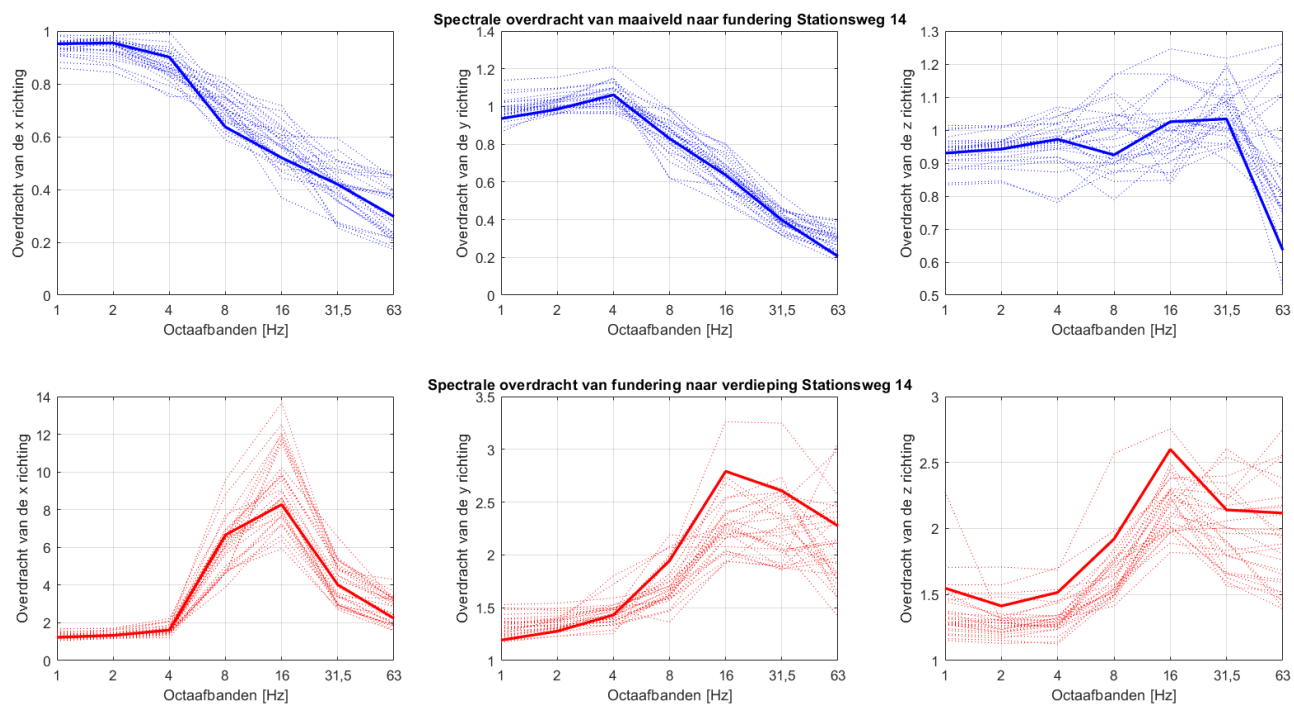 Spectrale overdracht van maaiveld naar fundering Stationsweg 14
Overdracht van de x richting
1
0.8
0.6
0.4
0.2
0
1 2 4 8 16 31,5 63
Octaafbanden [Hz]
Overdracht van de y richting
1.4
1.2
1
0.8
0.6
0.4
0.2
0
1 2 4 8 16 31,5 63
Octaafbanden [Hz]
Overdracht van de z richting
1.3
1.2
1.1
1
0.9
0.8
0.7
0.6
0.5
1 2 4 8 16 31,5 63
Octaafbanden [Hz]
Spectrale overdracht van fundering naar verdieping Stationsweg 14
Overdracht van de x richting
14
12
10
8
6
4
2
0
1 2 4 8 16 31,5 63
Octaafbanden [Hz]
Overdracht van de y richting
3.5
3
2.5
2
1.5
1
1 2 4 8 16 31,5 63
Octaafbanden [Hz]
Overdracht van de z richting
3
2.5
2
1.5
1
1 2 4 8 16 31,5 63
Octaafbanden [Hz]